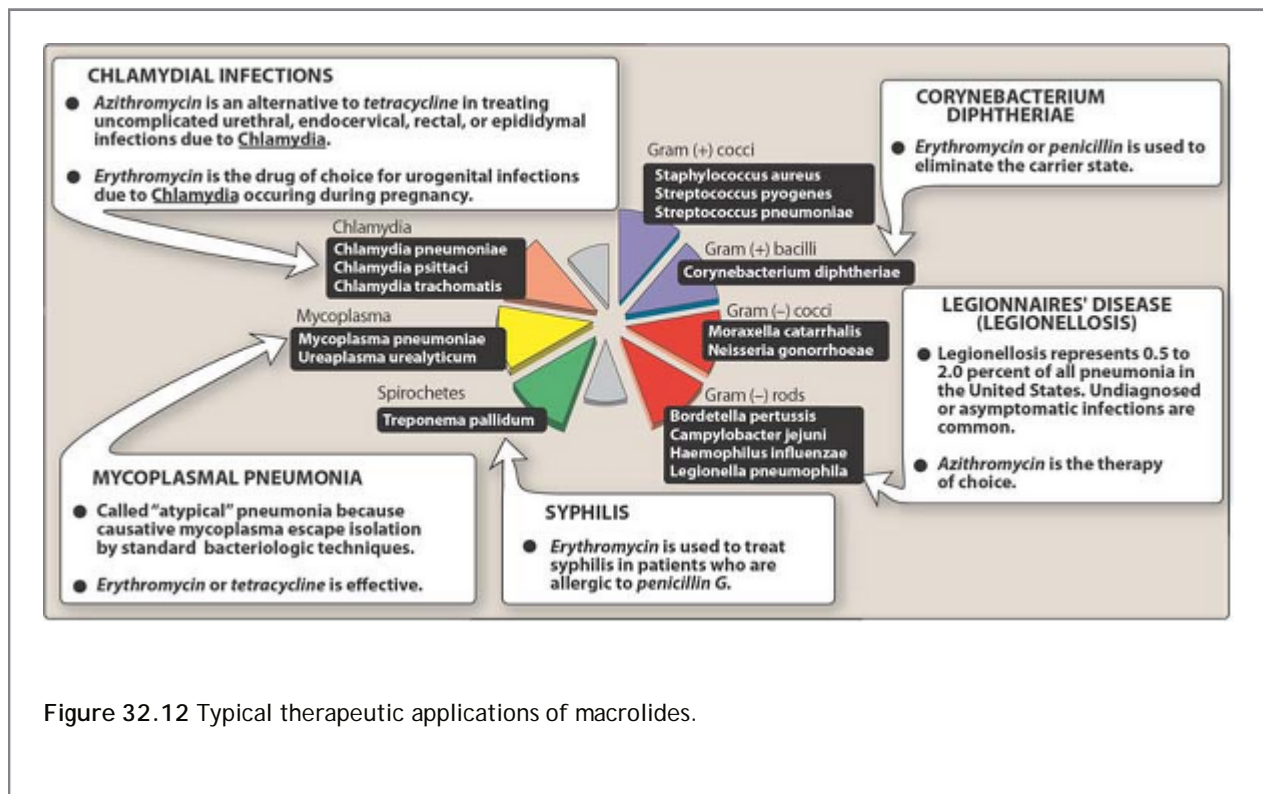 CHLAMYDIAL INFECTIONS
● Azithromycin is an alternative to tetracycline in treating
uncomplicated urethral, endocervical, rectal, or epididymal
infections due to Chlamydia.
● Erythromycin is the drug of choice for urogenital infections
due to Chlamydia occuring during pregnancy.
CORYNEBACTERIUM
DIPHTHERIAE
● Erythromycin or penicillin is used to
eliminate the carrier state.
Gram (+) cocci
Staphylococcus aureus
Streptococcus pyogenes
Streptococcus pneumoniae
Gram (+) bacilli
Corynebacterium diphtheriae
Chlamydia
Chlamydia pneumoniae
Chlamydia psittaci
Chlamydia trachomatis
Gram (–) cocci
Moraxella catarrhalis
Neisseria gonorrhoeae
Mycoplasma
Mycoplasma pneumoniae
Ureaplasma urealyticum
Gram (–) rods
Bordetella pertussis
Campylobacter jejuni
Haemophilus influenzae
Legionella pneumophila
Spirochetes
Treponema pallidum
LEGIONNAIRES' DISEASE
(LEGIONELLOSIS)
● Legionellosis represents 0.5 to
2.0 percent of all pneumonia in
the United States. Undiagnosed
or asymptomatic infections are
common.
● Azithromycin is the therapy
of choice.
MYCOPLASMAL PNEUMONIA
● Called “atypical” pneumonia because
causative mycoplasma escape isolation
by standard bacteriologic techniques.
● Erythromycin or tetracycline is effective.
SYPHILIS
● Erythromycin is used to treat
syphilis in patients who are
allergic to penicillin G.
Figure 32.12 Typical therapeutic applications of macrolides.